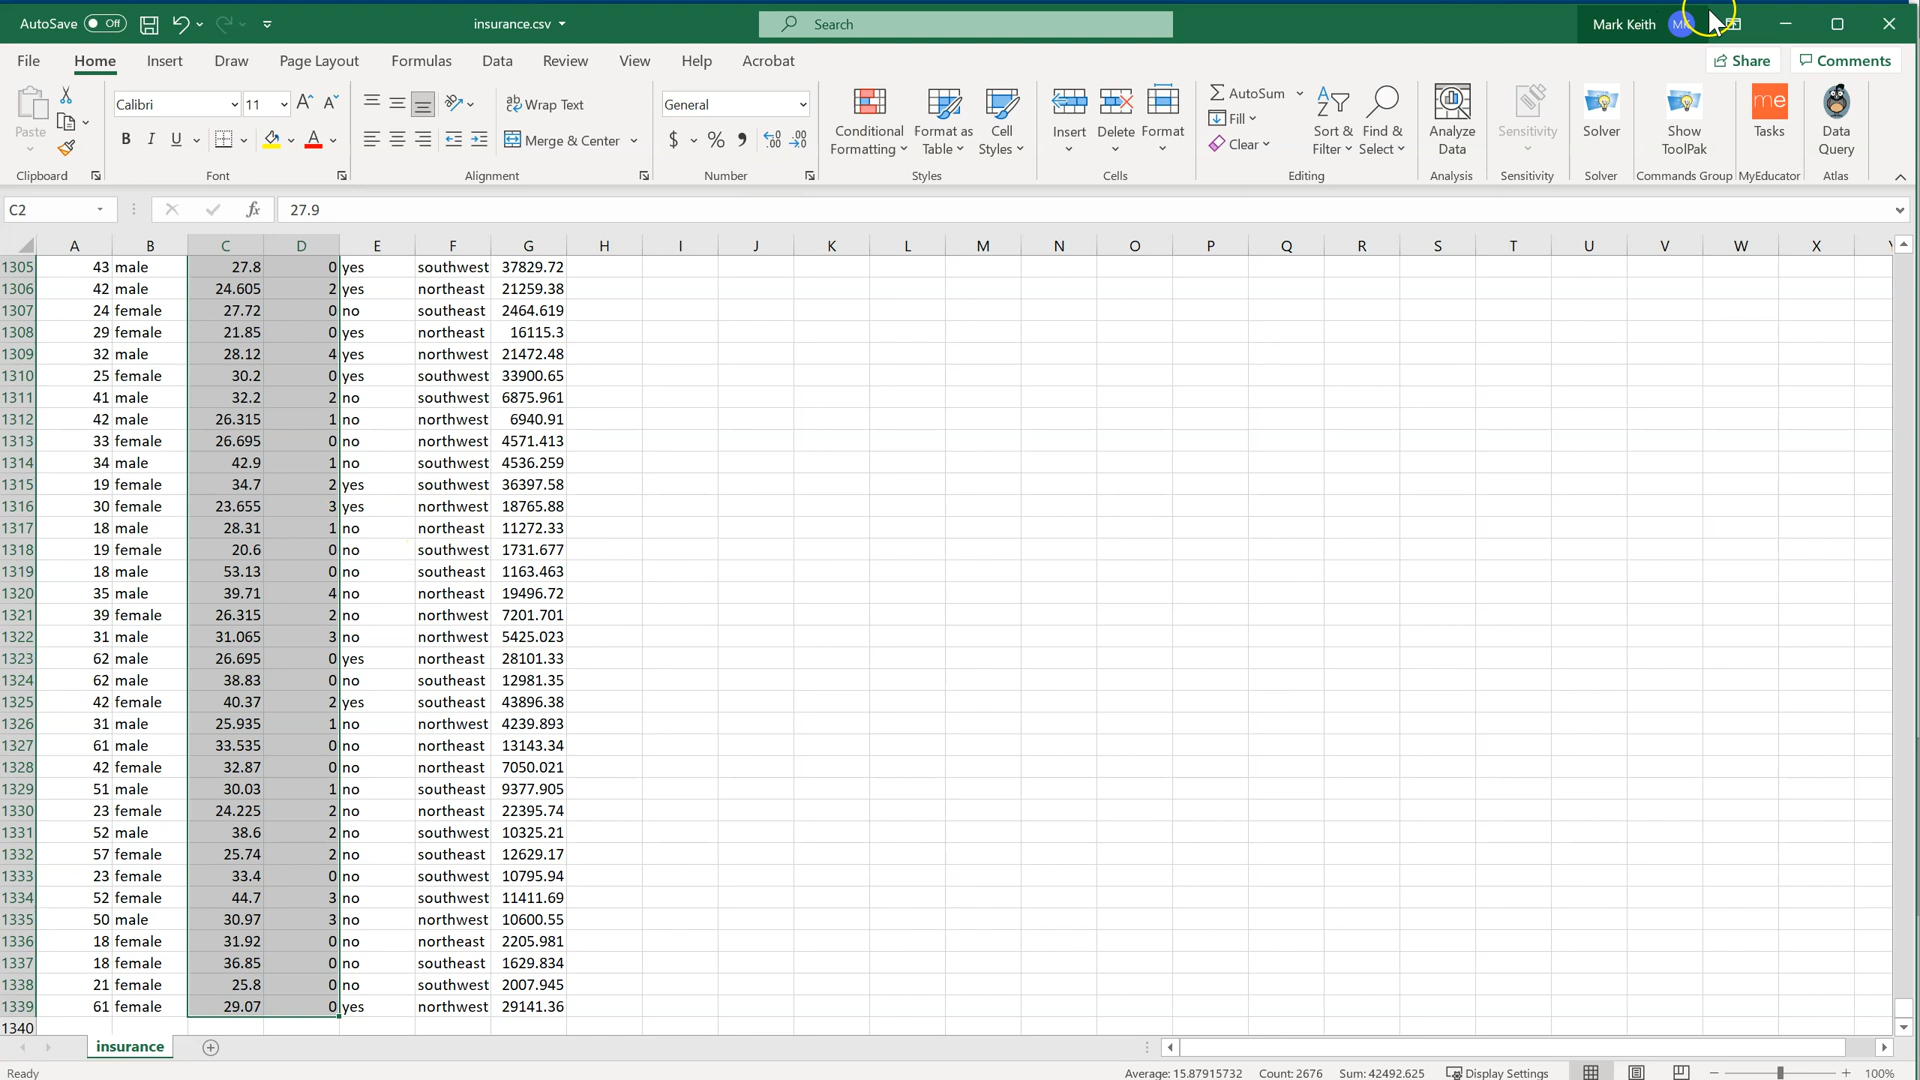 AutoSave Off insurance.csv Search Mark Keith MK
File Home Insert Draw Page Layout Formulas Data Review View Help Acrobat Share Comments
Paste Calibri 11 A A ab Wrap Text General AutoSum
B I U A Merge & Center $ % Fill
Conditional Formatting Format as Table Cell Styles Insert Delete Format Clear Sort & Filter Find & Select Analyze Data Sensitivity Solver Show ToolPak me Tasks Data Query
Clipboard Font Alignment Number Styles Cells Editing Analysis Sensitivity Solver Commands Group MyEducator Atlas
C2 fx 27.9
A B C D E F G H I J K L M N O P Q R S T U V W X
1305 43 male 27.8 0 yes southwest 37829.72
1306 42 male 24.605 2 yes northeast 21259.38
1307 24 female 27.72 0 no southeast 2464.619
1308 29 female 21.85 0 yes northeast 16115.3
1309 32 male 28.12 4 yes northwest 21472.48
1310 25 female 30.2 0 yes southwest 33900.65
1311 41 male 32.2 2 no southwest 6875.961
1312 42 male 26.315 1 no northwest 6940.91
1313 33 female 26.695 0 no northwest 4571.413
1314 34 male 42.9 1 no southwest 4536.259
1315 19 female 34.7 2 yes southwest 36397.58
1316 30 female 23.655 3 yes northwest 18765.88
1317 18 male 28.31 1 no northeast 11272.33
1318 19 female 20.6 0 no southwest 1731.677
1319 18 male 53.13 0 no southeast 1163.463
1320 35 male 39.71 4 no northeast 19496.72
1321 39 female 26.315 2 no northwest 7201.701
1322 31 male 31.065 3 no northwest 5425.023
1323 62 male 26.695 0 yes northeast 28101.33
1324 62 male 38.83 0 no southeast 12981.35
1325 42 female 40.37 2 yes southeast 43896.38
1326 31 male 25.935 1 no northwest 4239.893
1327 61 male 33.535 0 no northeast 13143.34
1328 42 female 32.87 0 no northeast 7050.021
1329 51 male 30.03 1 no southeast 9377.905
1330 23 female 24.225 2 no northeast 22395.74
1331 52 male 38.6 2 no southwest 10325.21
1332 57 female 25.74 2 no southeast 12629.17
1333 23 female 33.4 0 no southwest 10795.94
1334 52 female 44.7 3 no southwest 11411.69
1335 50 male 30.97 3 no northwest 10600.55
1336 18 female 31.92 0 no northeast 2205.981
1337 18 female 36.85 0 no southeast 1629.834
1338 21 female 25.8 0 no southwest 2007.945
1339 61 female 29.07 0 yes northwest 29141.36
1340
insurance
Ready Average: 15.87915732 Count: 2676 Sum: 42492.625 Display Settings 100%